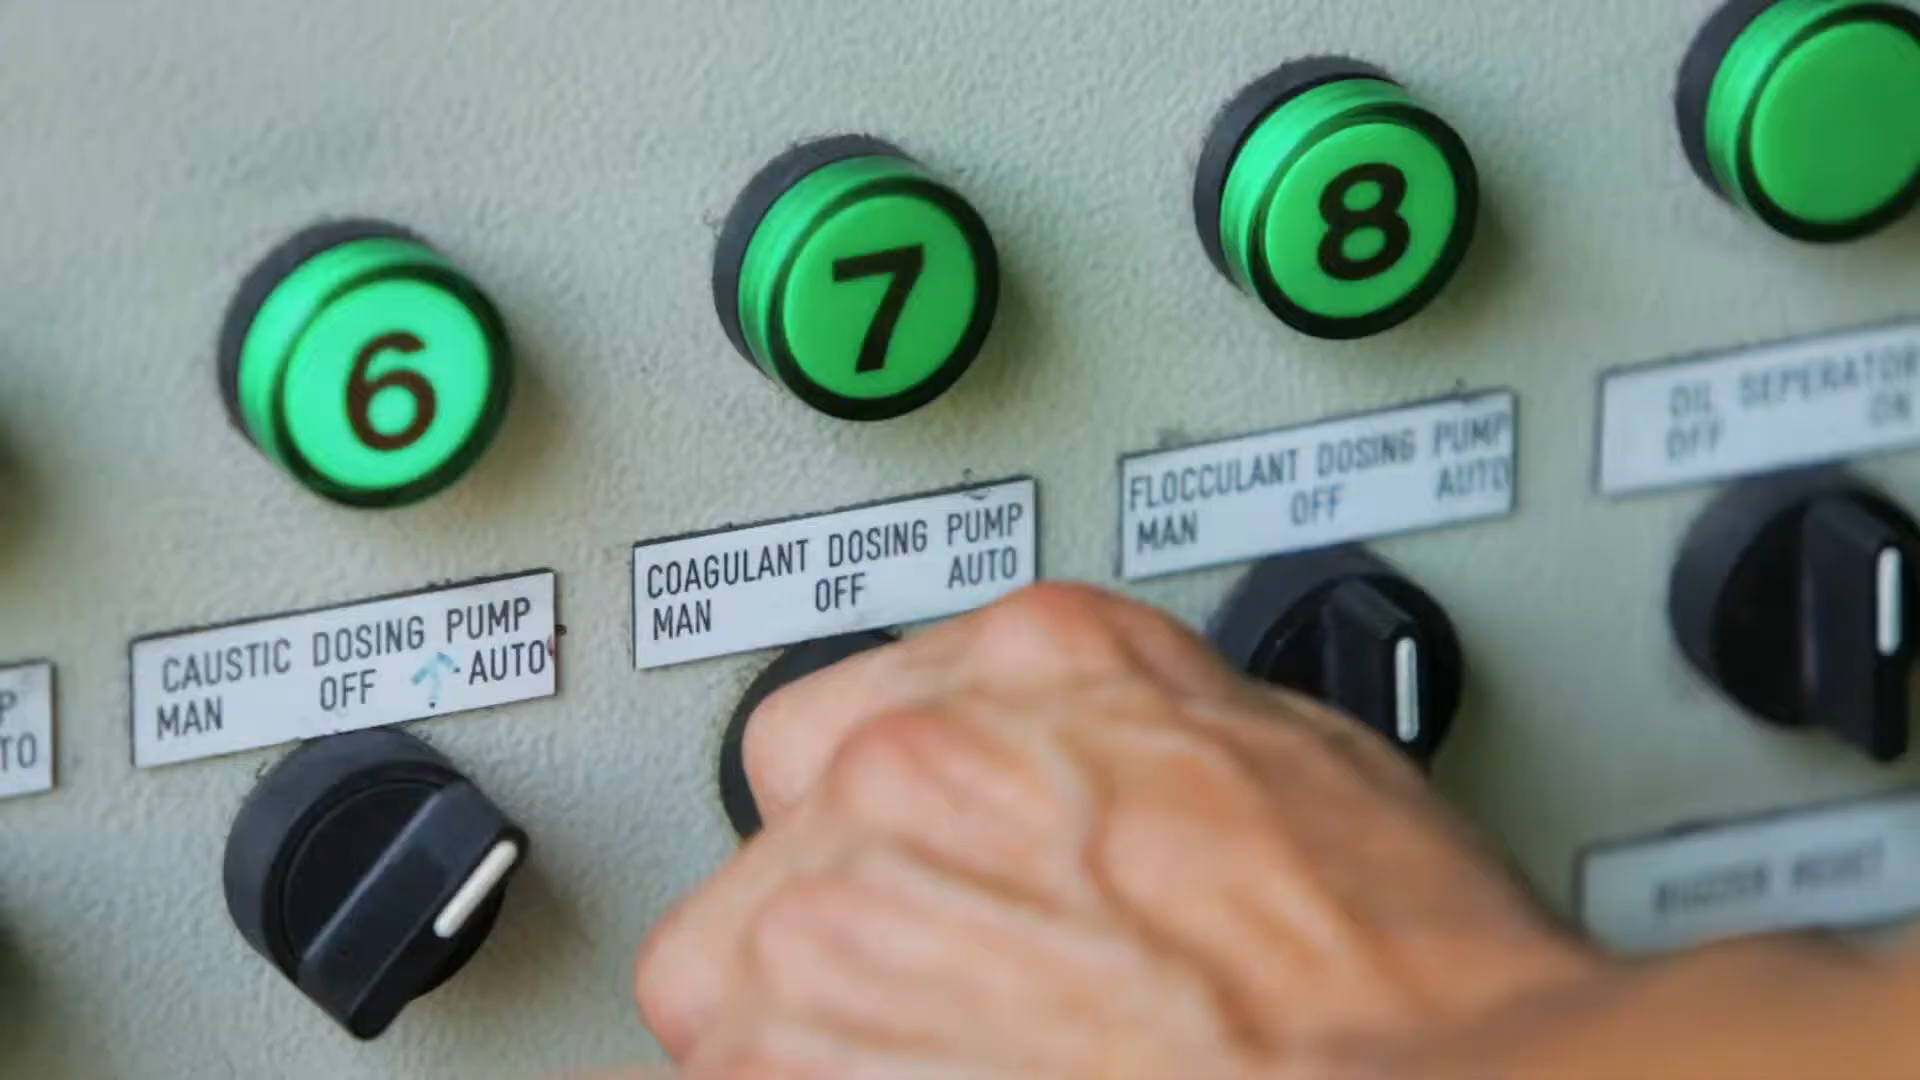 6
7
8
CAUSTIC DOSING PUMP
MAN OFF AUTO
COAGULANT DOSING PUMP
MAN OFF AUTO
FLOCCULANT DOSING PUMP
MAN OFF AUTO
OIL SEPERATOR
OFF ON
P
TO